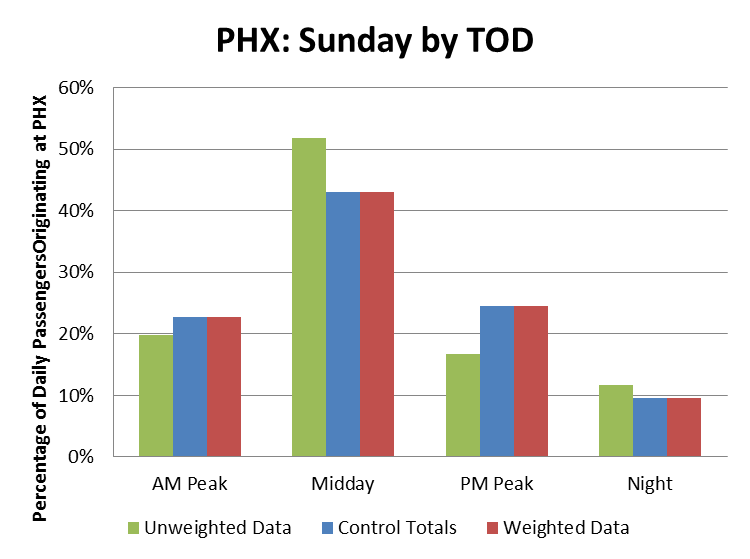 PHX: Sunday by TOD
Percentage of Daily PassengersOriginating at PHX
60%
50%
40%
30%
20%
10%
0%
AM Peak Midday PM Peak Night
Unweighted Data Control Totals Weighted Data